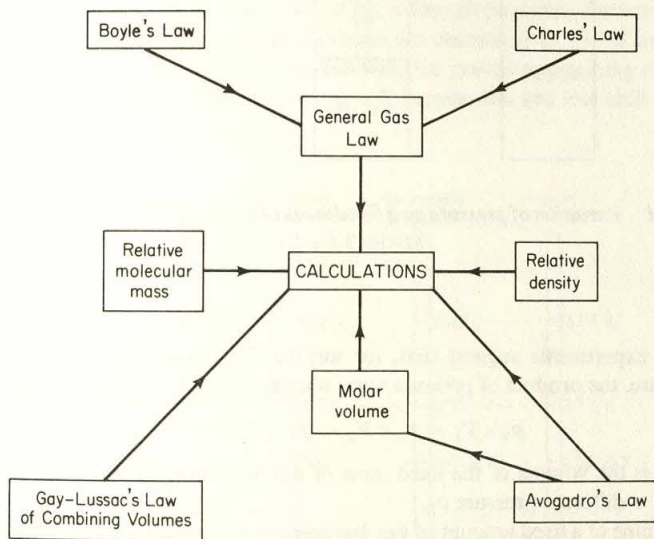 Boyle's Law
Charles' Law
General Gas
Law
Relative
molecular
mass
CALCULATIONS
Relative
density
Molar
volume
Gay-Lussac's Law
of Combining Volumes
Avogadro's Law